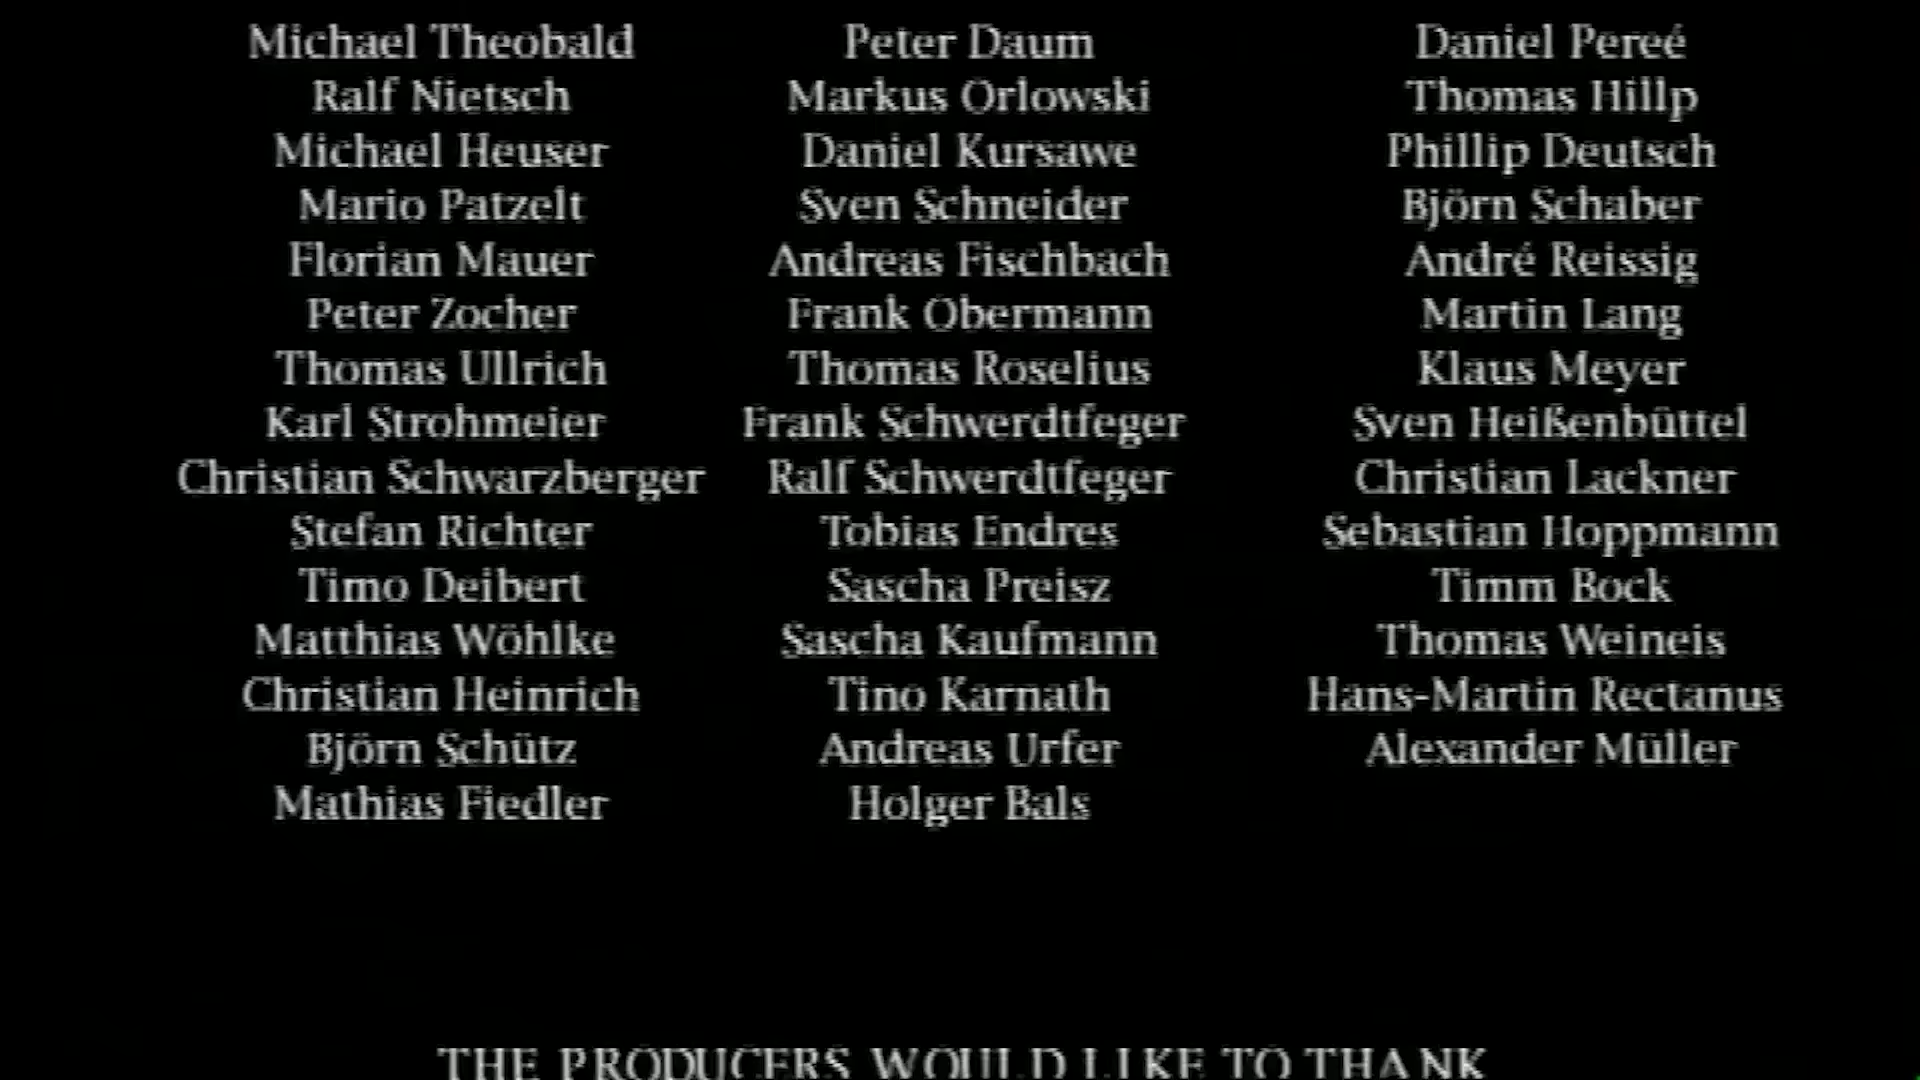 Michael Theobald Peter Daum Daniel Pereé
Ralf Nietsch Markus Orlowski Thomas Hillp
Michael Heuser Daniel Kursawe Phillip Deutsch
Mario Patzelt Sven Schneider Björn Schaber
Florian Mauer Andreas Fischbach André Reissig
Peter Zocher Frank Obermann Martin Lang
Thomas Ullrich Thomas Roselius Klaus Meyer
Karl Strohmeier Frank Schwerdtfeger Sven Heißenbüttel
Christian Schwarzberger Ralf Schwerdtfeger Christian Lackner
Stefan Richter Tobias Endres Sebastian Hoppmann
Timo Deibert Sascha Preisz Timm Bock
Matthias Wöhlke Sascha Kaufmann Thomas Weineis
Christian Heinrich Tino Karnath Hans-Martin Rectanus
Björn Schütz Andreas Urfer Alexander Müller
Mathias Fiedler Holger Bals
THE PRODUCERS WOULD LIKE TO THANK